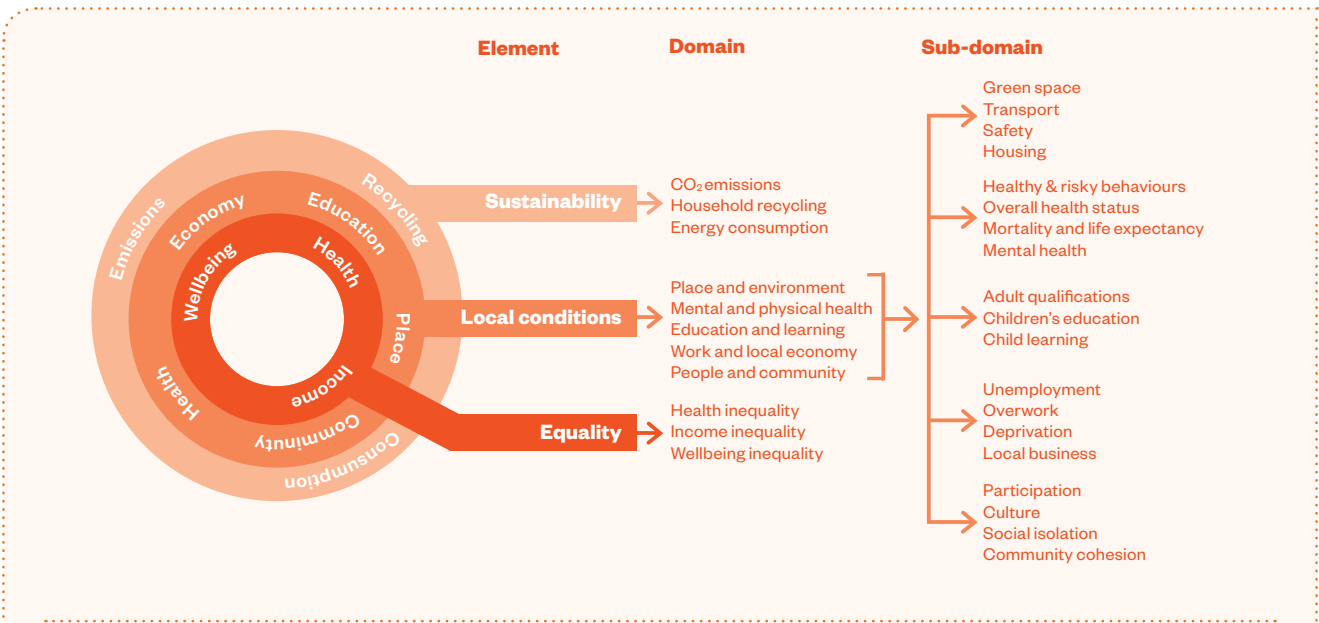 Element
Domain
Sub-domain
Emissions
Recycling
Consumption
Economy
Education
Place
Comminuty
Health
Wellbeing
Health
Income
Sustainability
CO₂ emissions
Household recycling
Energy consumption
Local conditions
Place and environment
Mental and physical health
Education and learning
Work and local economy
People and community
Equality
Health inequality
Income inequality
Wellbeing inequality
Green space
Transport
Safety
Housing
Healthy & risky behaviours
Overall health status
Mortality and life expectancy
Mental health
Adult qualifications
Children’s education
Child learning
Unemployment
Overwork
Deprivation
Local business
Participation
Culture
Social isolation
Community cohesion